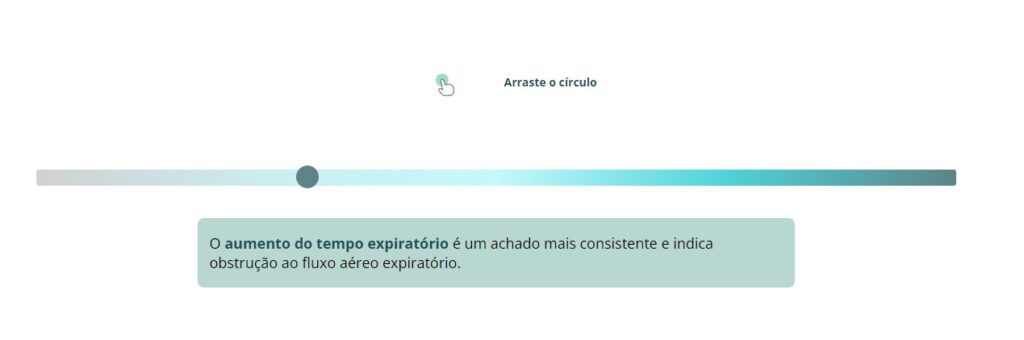 Arraste o círculo
O aumento do tempo expiratório é um achado mais consistente e indica
obstrução ao fluxo aéreo expiratório.